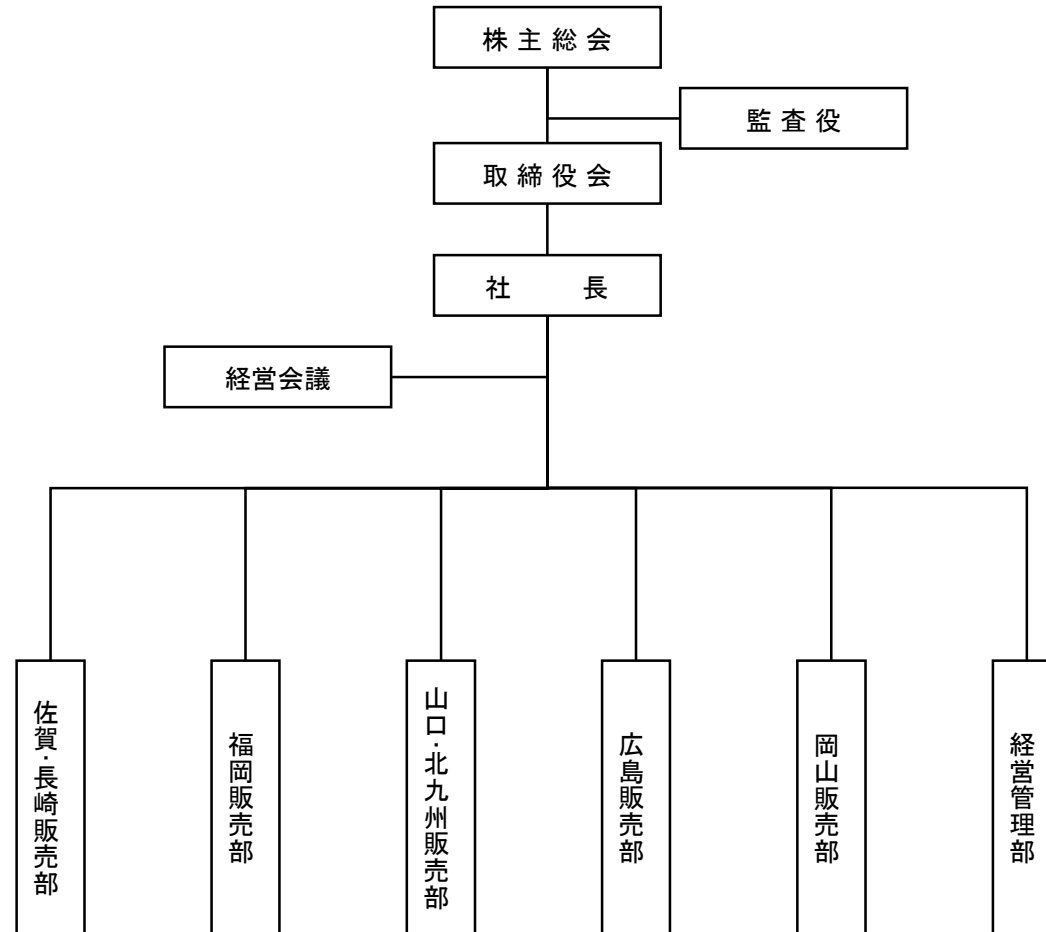 株 主 総 会
監 査 役
取 締 役 会
社 長
経営会議
佐賀・長崎販売部
福岡販売部
山口・北九州販売部
広島販売部
岡山販売部
経営管理部